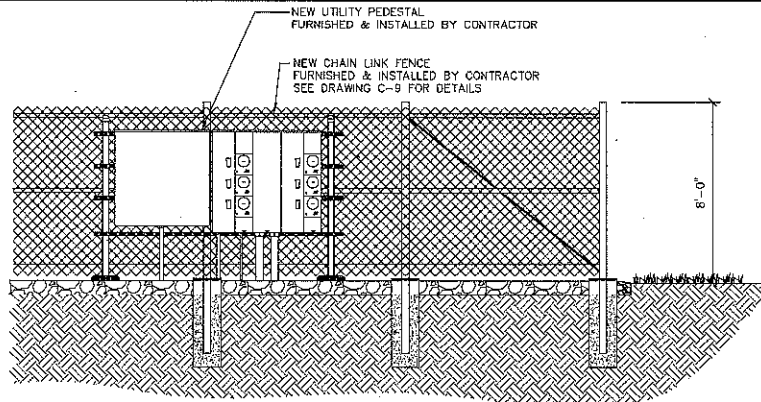 NEW UTILITY PEDESTAL
FURNISHED & INSTALLED BY CONTRACTOR
NEW CHAIN LINK FENCE
FURNISHED & INSTALLED BY CONTRACTOR
SEE DRAWING C-9 FOR DETAILS
8'-0"